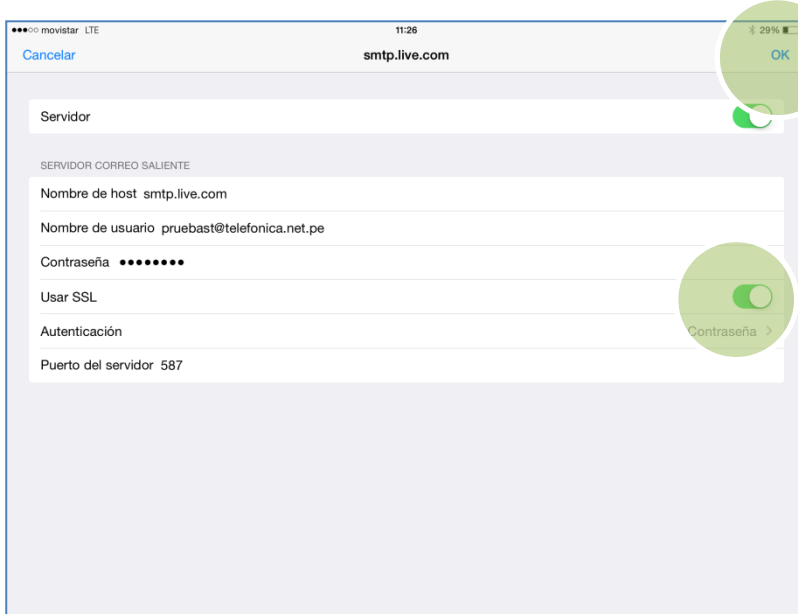 movistar LTE 11:26 29%
Cancelar smtp.live.com OK
Servidor
SERVIDOR CORREO SALIENTE
Nombre de host smtp.live.com
Nombre de usuario pruebast@telefonica.net.pe
Contraseña ●●●●●●●●
Usar SSL
Autenticación Contraseña >
Puerto del servidor 587